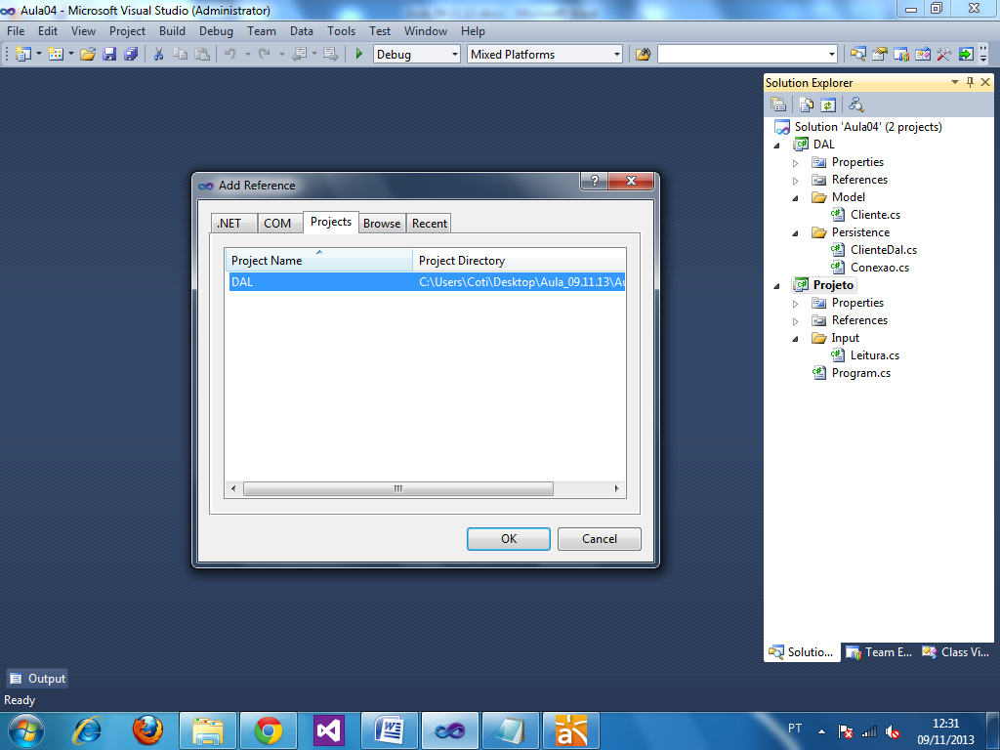 Aula04 - Microsoft Visual Studio (Administrator)
File Edit View Project Build Debug Team Data Tools Test Window Help
Debug Mixed Platforms
Solution Explorer
Solution 'Aula04' (2 projects)
DAL
Properties
References
Model
Cliente.cs
Persistence
ClienteDal.cs
Conexao.cs
Projeto
Properties
References
Input
Leitura.cs
Program.cs
Add Reference
.NET COM Projects Browse Recent
Project Name Project Directory
DAL C:\Users\Coti\Desktop\Aula_09.11.13\Au
OK Cancel
Solutio... Team E... Class Vi...
Output
Ready
PT 12:31
09/11/2013